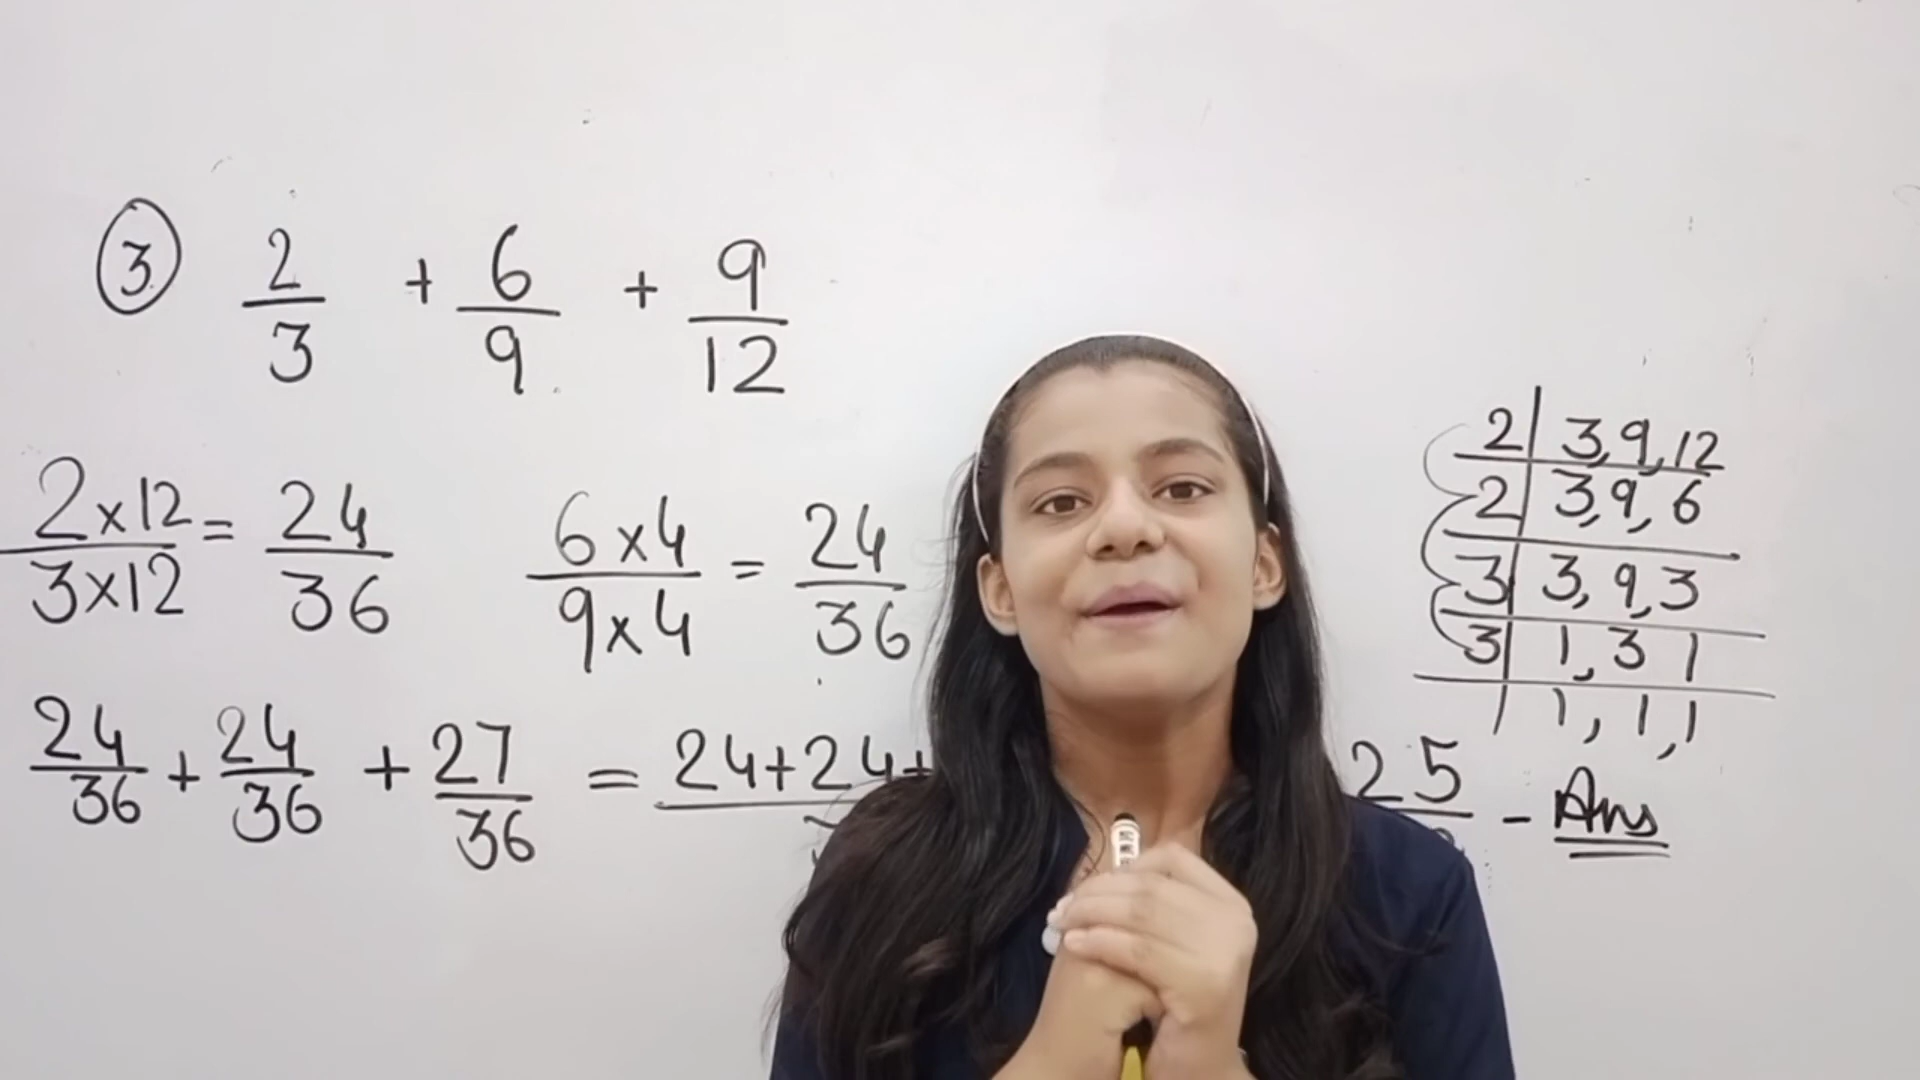 ③ 2/3 + 6/9 + 9/12
2×12/3×12 = 24/36
6×4/9×4 = 24/36
24/36 + 24/36 + 27/36 = 24+24+
25 - Ans
2 | 3, 9, 12
2 | 3, 9, 6
3 | 3, 9, 3
3 | 1, 3 1
| 1, 1, 1